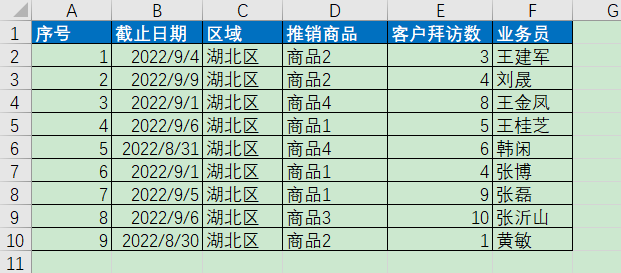 A B C D E F G
1 序号 截止日期 区域 推销商品 客户拜访数 业务员
2 1 2022/9/4 湖北区 商品2 3 王建军
3 2 2022/9/9 湖北区 商品2 4 刘晟
4 3 2022/9/1 湖北区 商品4 8 王金凤
5 4 2022/9/6 湖北区 商品1 5 王桂芝
6 5 2022/8/31 湖北区 商品4 6 韩闲
7 6 2022/9/1 湖北区 商品1 4 张博
8 7 2022/9/5 湖北区 商品1 9 张磊
9 8 2022/9/6 湖北区 商品3 10 张沂山
10 9 2022/8/30 湖北区 商品2 1 黄敏
11